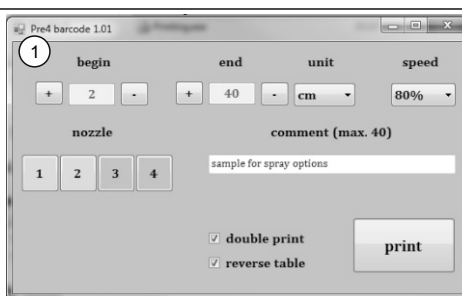 Pre4 barcode 1.01
1
begin end unit speed
+ 2 - + 40 - cm 80%
nozzle comment (max. 40)
1 2 3 4 sample for spray options
double print
reverse table
print